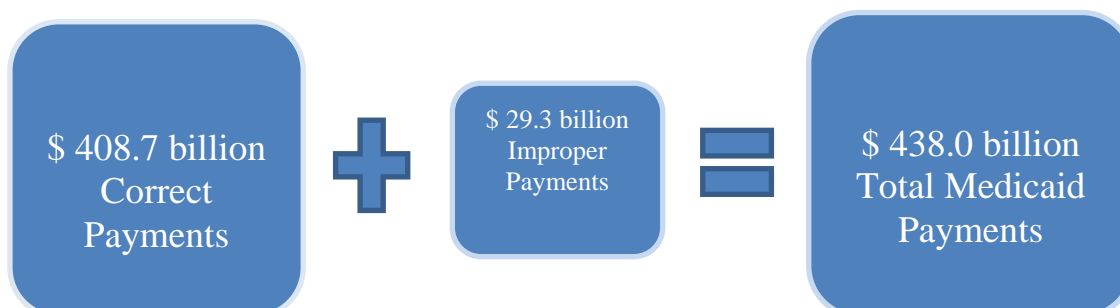 $ 408.7 billion
Correct
Payments
$ 29.3 billion
Improper
Payments
$ 438.0 billion
Total Medicaid
Payments